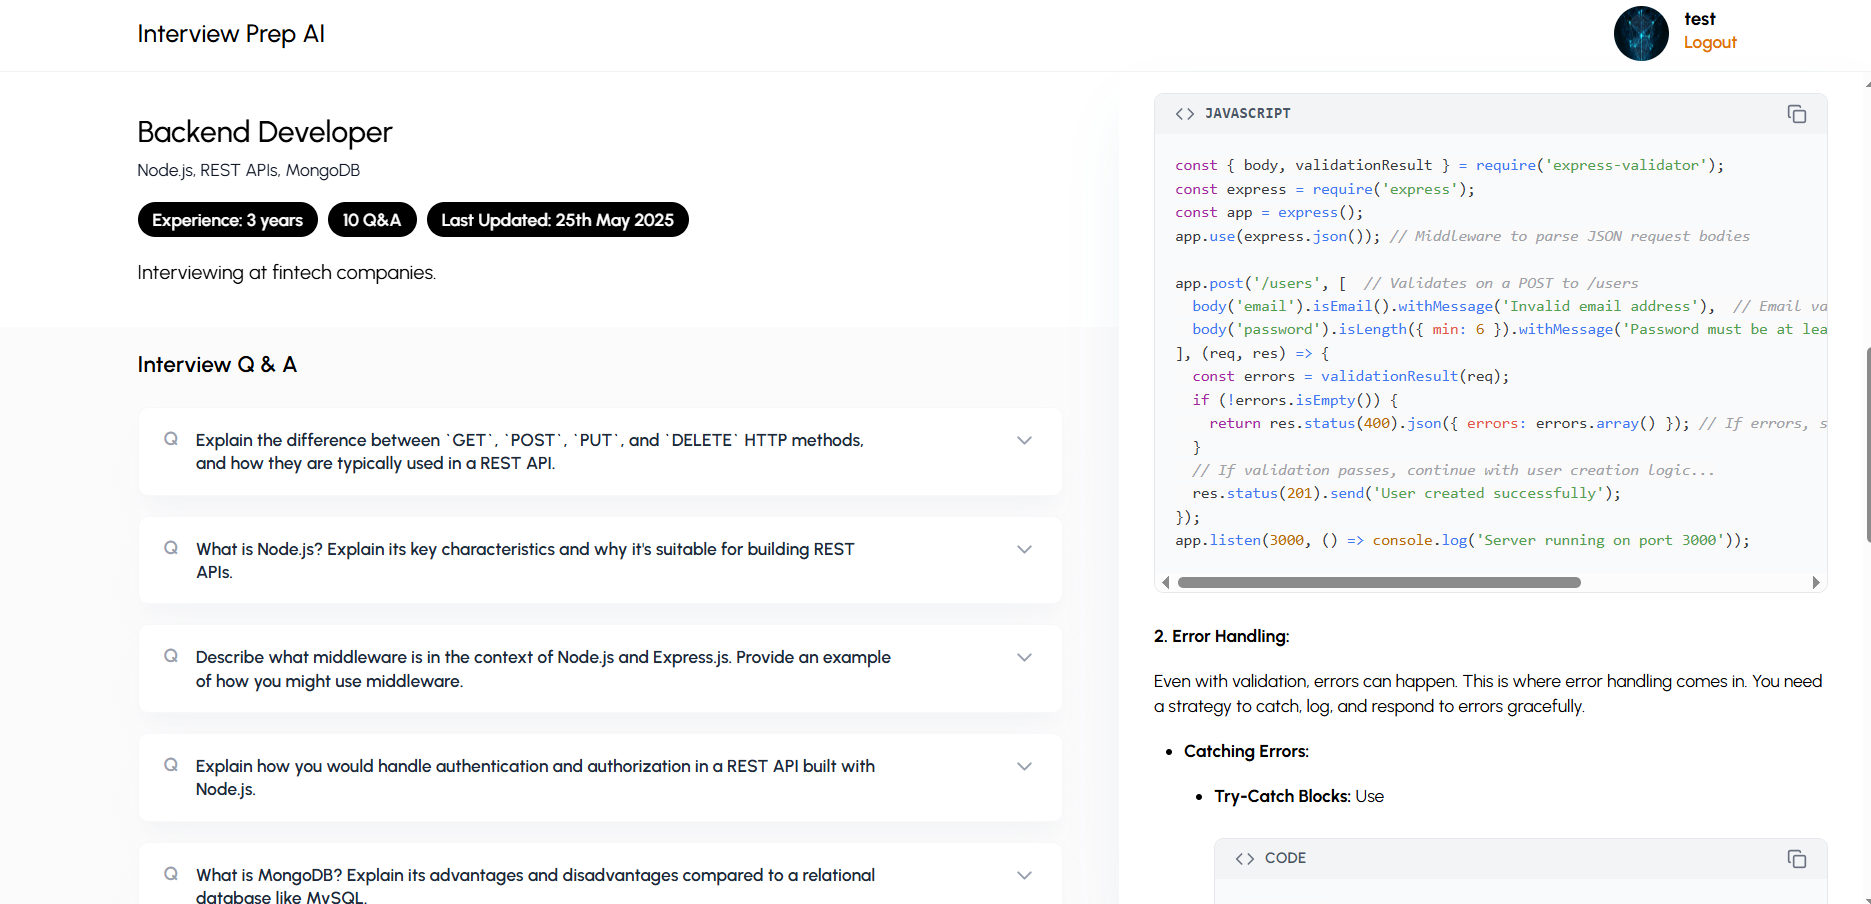 Interview Prep AI
test
Logout
Backend Developer
Node.js, REST APIs, MongoDB
Experience: 3 years
10 Q&A
Last Updated: 25th May 2025
Interviewing at fintech companies.
Interview Q & A
Q
Explain the difference between `GET`, `POST`, `PUT`, and `DELETE` HTTP methods,
and how they are typically used in a REST API.
Q
What is Node.js? Explain its key characteristics and why it's suitable for building REST
APIs.
Q
Describe what middleware is in the context of Node.js and Express.js. Provide an example
of how you might use middleware.
Q
Explain how you would handle authentication and authorization in a REST API built with
Node.js.
Q
What is MongoDB? Explain its advantages and disadvantages compared to a relational
database like MySQL.
<> JAVASCRIPT
const { body, validationResult } = require('express-validator');
const express = require('express');
const app = express();
app.use(express.json()); // Middleware to parse JSON request bodies
app.post('/users', [  // Validates on a POST to /users
  body('email').isEmail().withMessage('Invalid email address'),  // Email va
  body('password').isLength({ min: 6 }).withMessage('Password must be at lea
], (req, res) => {
  const errors = validationResult(req);
  if (!errors.isEmpty()) {
    return res.status(400).json({ errors: errors.array() }); // If errors, s
  }
  // If validation passes, continue with user creation logic...
  res.status(201).send('User created successfully');
});
app.listen(3000, () => console.log('Server running on port 3000'));
2. Error Handling:
Even with validation, errors can happen. This is where error handling comes in. You need
a strategy to catch, log, and respond to errors gracefully.
• Catching Errors:
• Try-Catch Blocks: Use
<> CODE